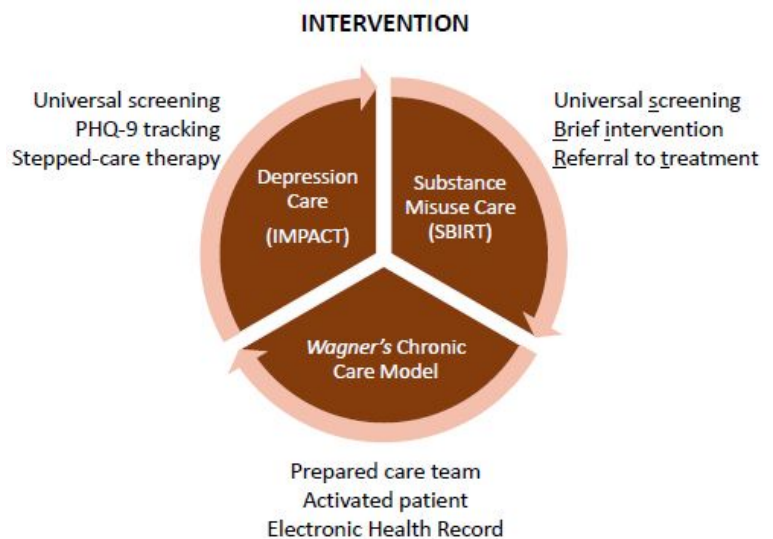 INTERVENTION
Universal screening
PHQ-9 tracking
Stepped-care therapy
Universal screening
Brief intervention
Referral to treatment
Depression
Care
(IMPACT)
Substance
Misuse Care
(SBIRT)
Wagner's Chronic
Care Model
Prepared care team
Activated patient
Electronic Health Record